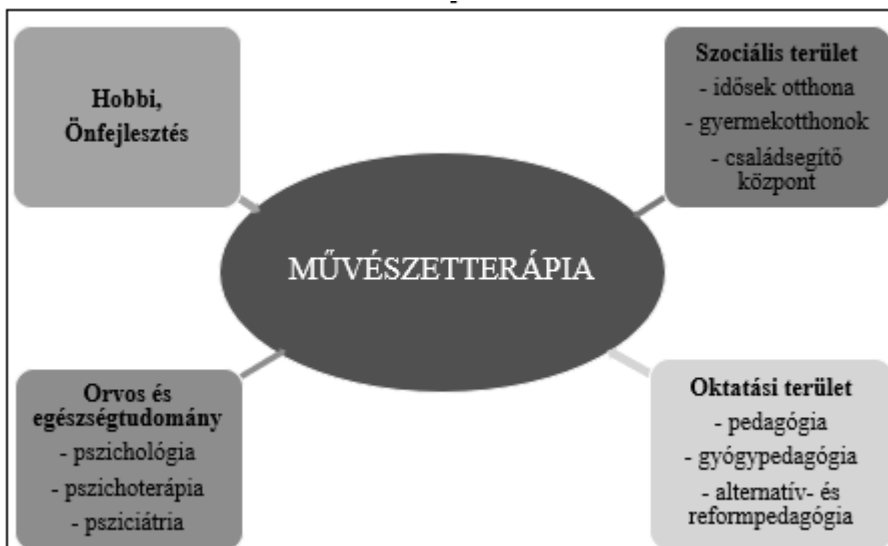 Hobbi,
Önfejlesztés
Szociális terület
- idősek otthona
- gyermekotthonok
- családsegítő
központ
MŰVÉSZETTERÁPIA
Orvos és
egészségtudomány
- pszichológia
- pszichoterápia
- psziciátria
Oktatási terület
- pedagógia
- gyógypedagógia
- alternatív- és
reformpedagógia